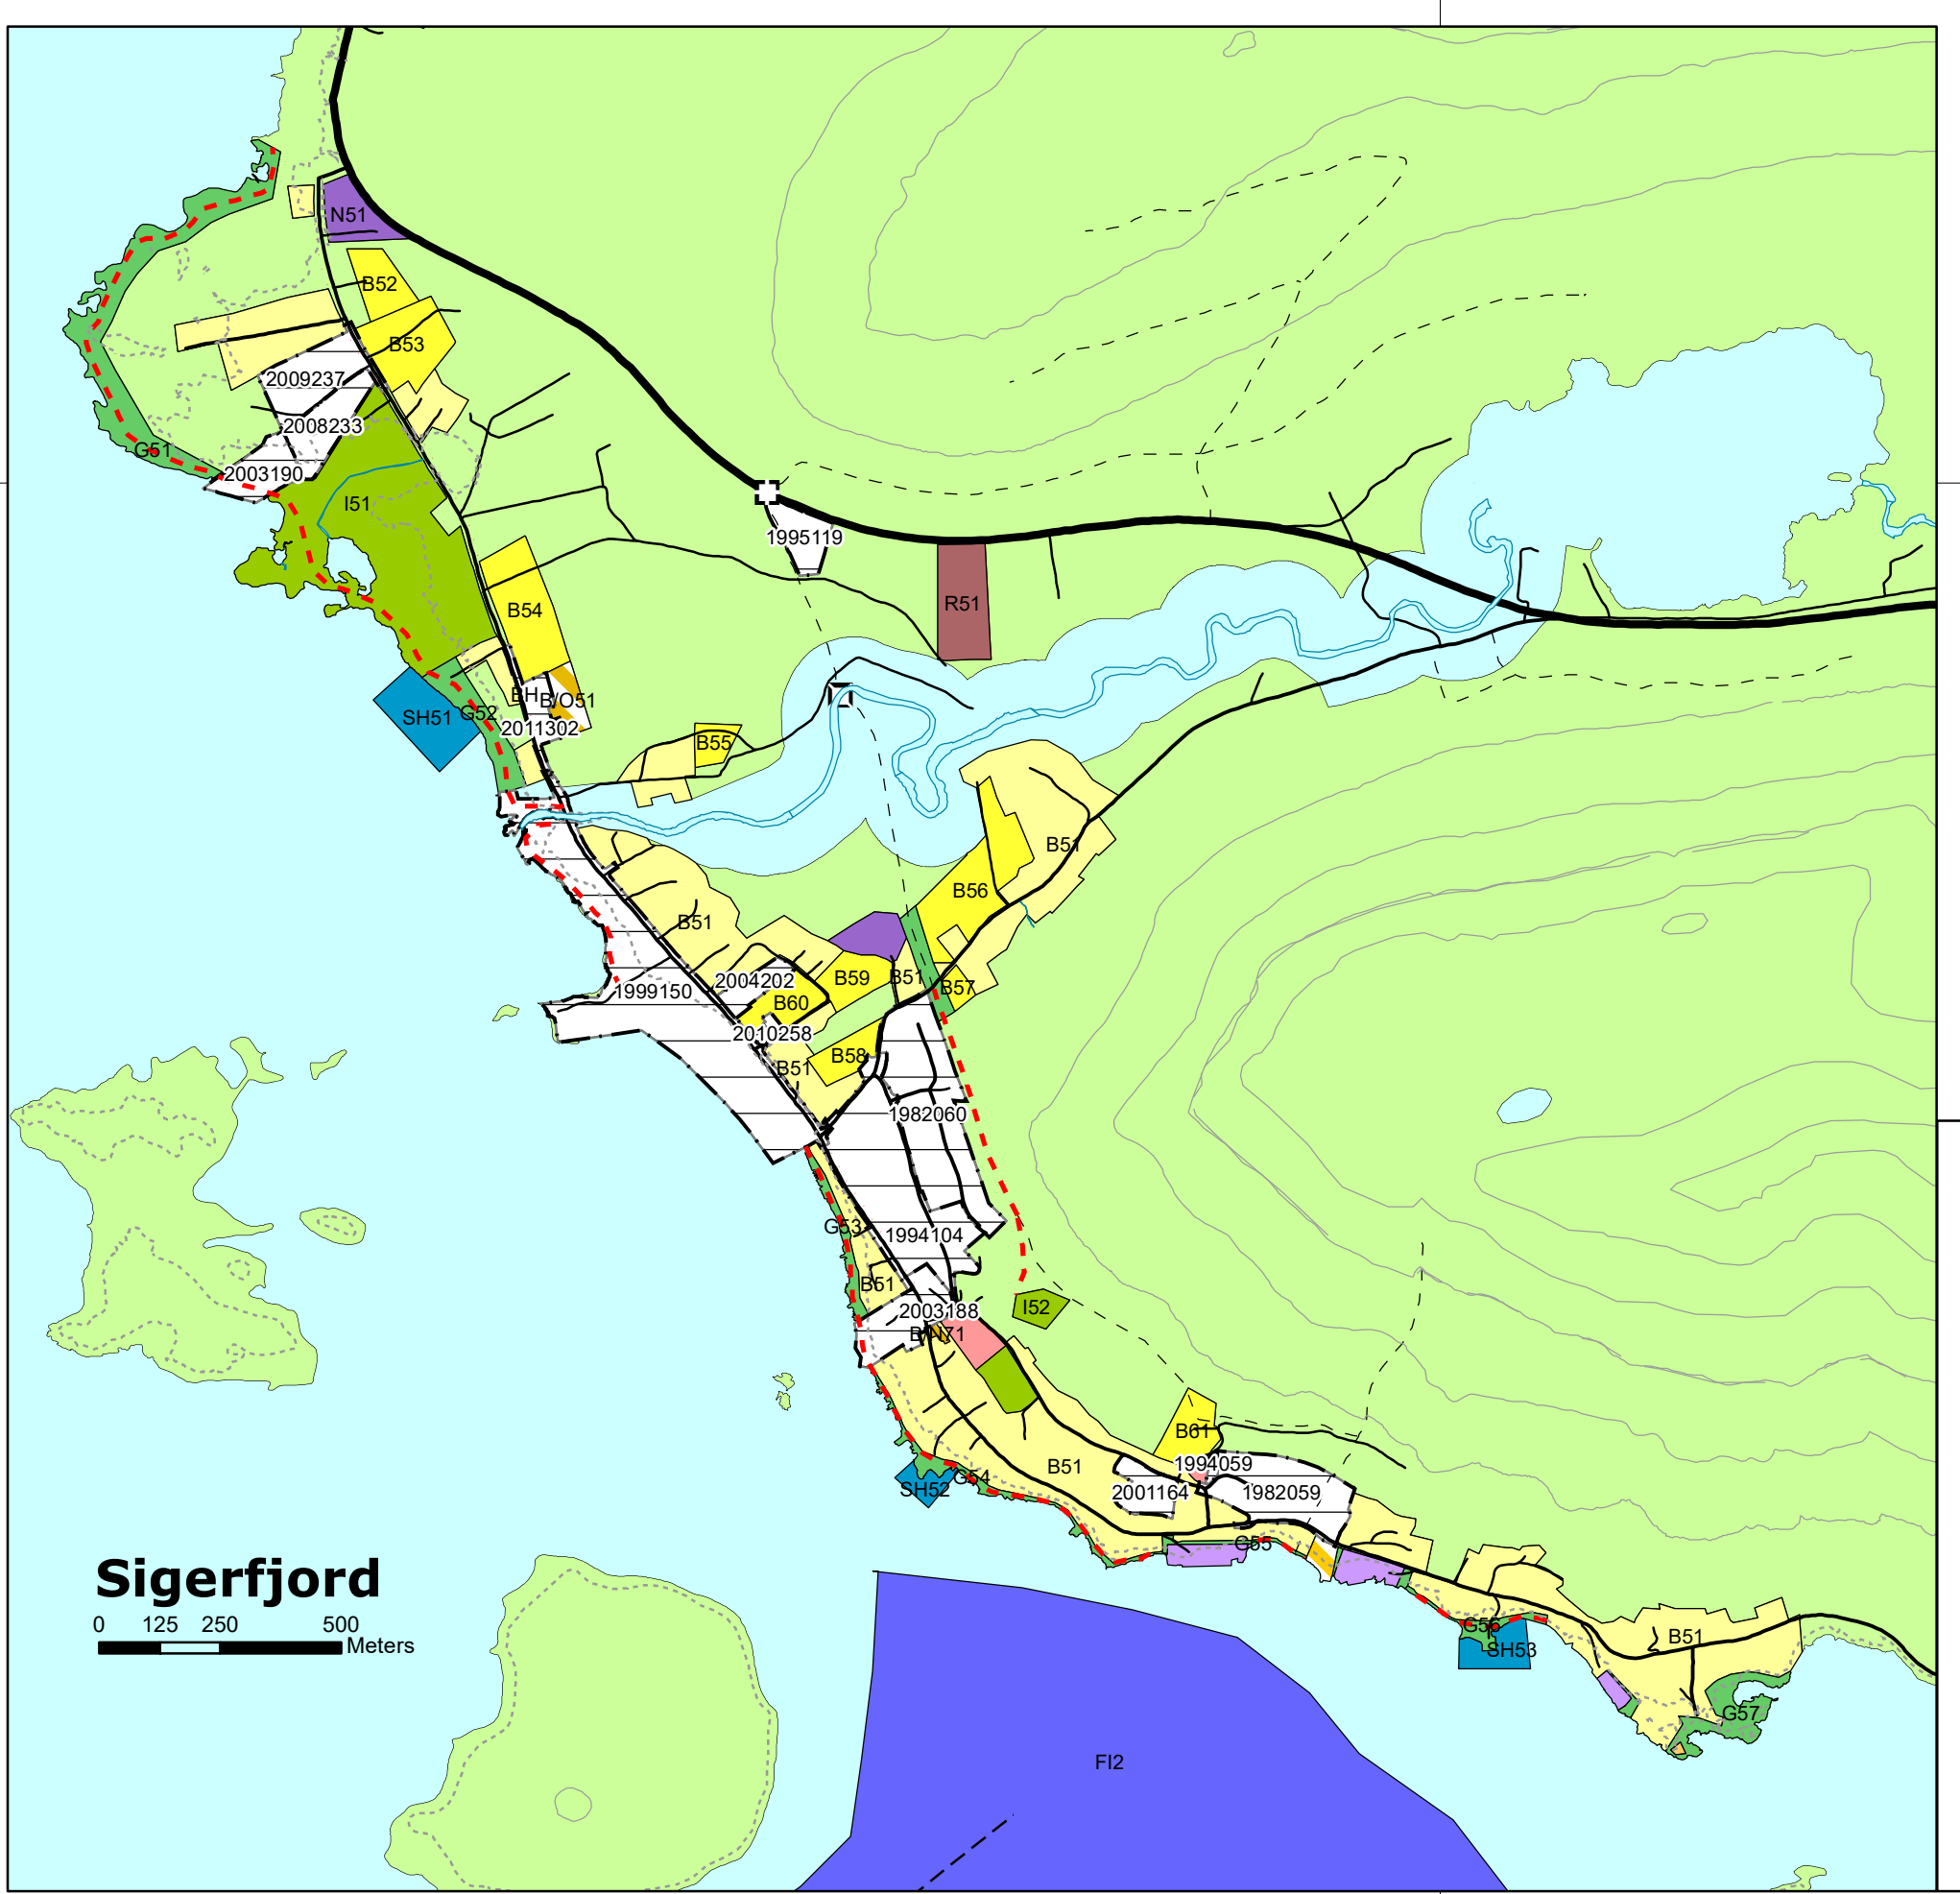 N51
B52
B53
2009237
2008233
G51
2003190
I51
1995119
R51
B54
BH
B/O51
SH51
G52
2011302
B55
B51
B56
B51
2004202
B59
B51
B57
1999150
B60
2010258
B58
B51
1982060
G53
1994104
B51
2003188
I52
B/N71
B61
1994059
B51
2001164
1982059
SH52
G54
G55
G56
SH53
B51
G57
FI2
Sigerfjord
0 125 250 500
Meters